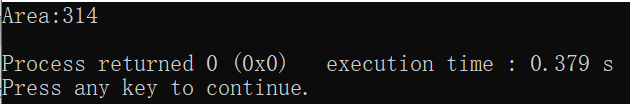 Area:314
Process returned 0 (0x0)   execution time : 0.379 s
Press any key to continue.